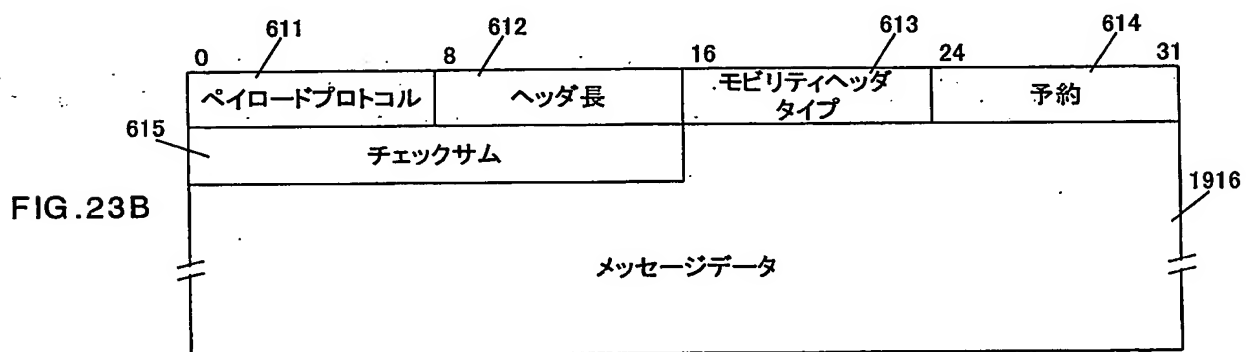 611 612 613 614
0 8 16 24 31
ペイロードプロトコル ヘッダ長 モビリティヘッダ
タイプ 予約
615 チェックサム
1916
FIG.23B
メッセージデータ